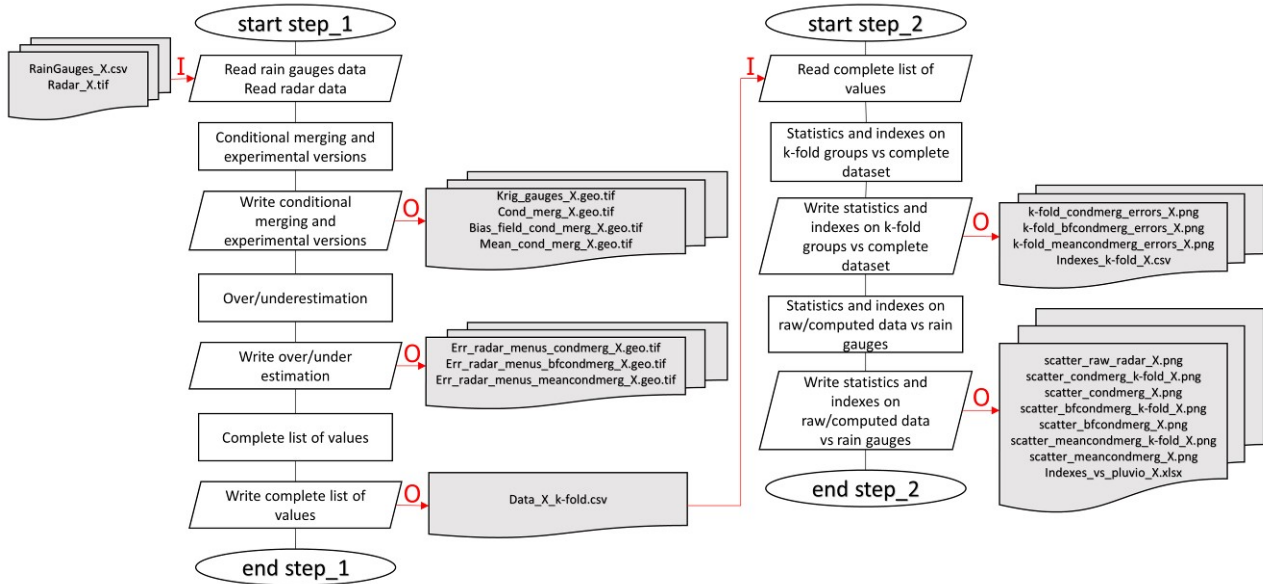 start step_1
RainGauges_X.csv
Radar_X.tif
I
Read rain gauges data
Read radar data
Conditional merging and
experimental versions
Write conditional
merging and
experimental versions
O
Krig_gauges_X.geo.tif
Cond_merg_X.geo.tif
Bias_field_cond_merg_X.geo.tif
Mean_cond_merg_X.geo.tif
Over/underestimation
Write over/under
estimation
O
Err_radar_menus_condmerg_X.geo.tif
Err_radar_menus_bfcondmerg_X.geo.tif
Err_radar_menus_meancondmerg_X.geo.tif
Complete list of values
Write complete list of
values
O
Data_X_k-fold.csv
end step_1
start step_2
I
Read complete list of
values
Statistics and indexes on
k-fold groups vs complete
dataset
Write statistics and
indexes on k-fold
groups vs complete
dataset
O
k-fold_condmerg_errors_X.png
k-fold_bfcondmerg_errors_X.png
k-fold_meancondmerg_errors_X.png
Indexes_k-fold_X.csv
Statistics and indexes on
raw/computed data vs rain
gauges
Write statistics and
indexes on
raw/computed data
vs rain gauges
O
scatter_raw_radar_X.png
scatter_condmerg_k-fold_X.png
scatter_condmerg_X.png
scatter_bfcondmerg_k-fold_X.png
scatter_bfcondmerg_X.png
scatter_meancondmerg_k-fold_X.png
scatter_meancondmerg_X.png
Indexes_vs_pluvio_X.xlsx
end step_2